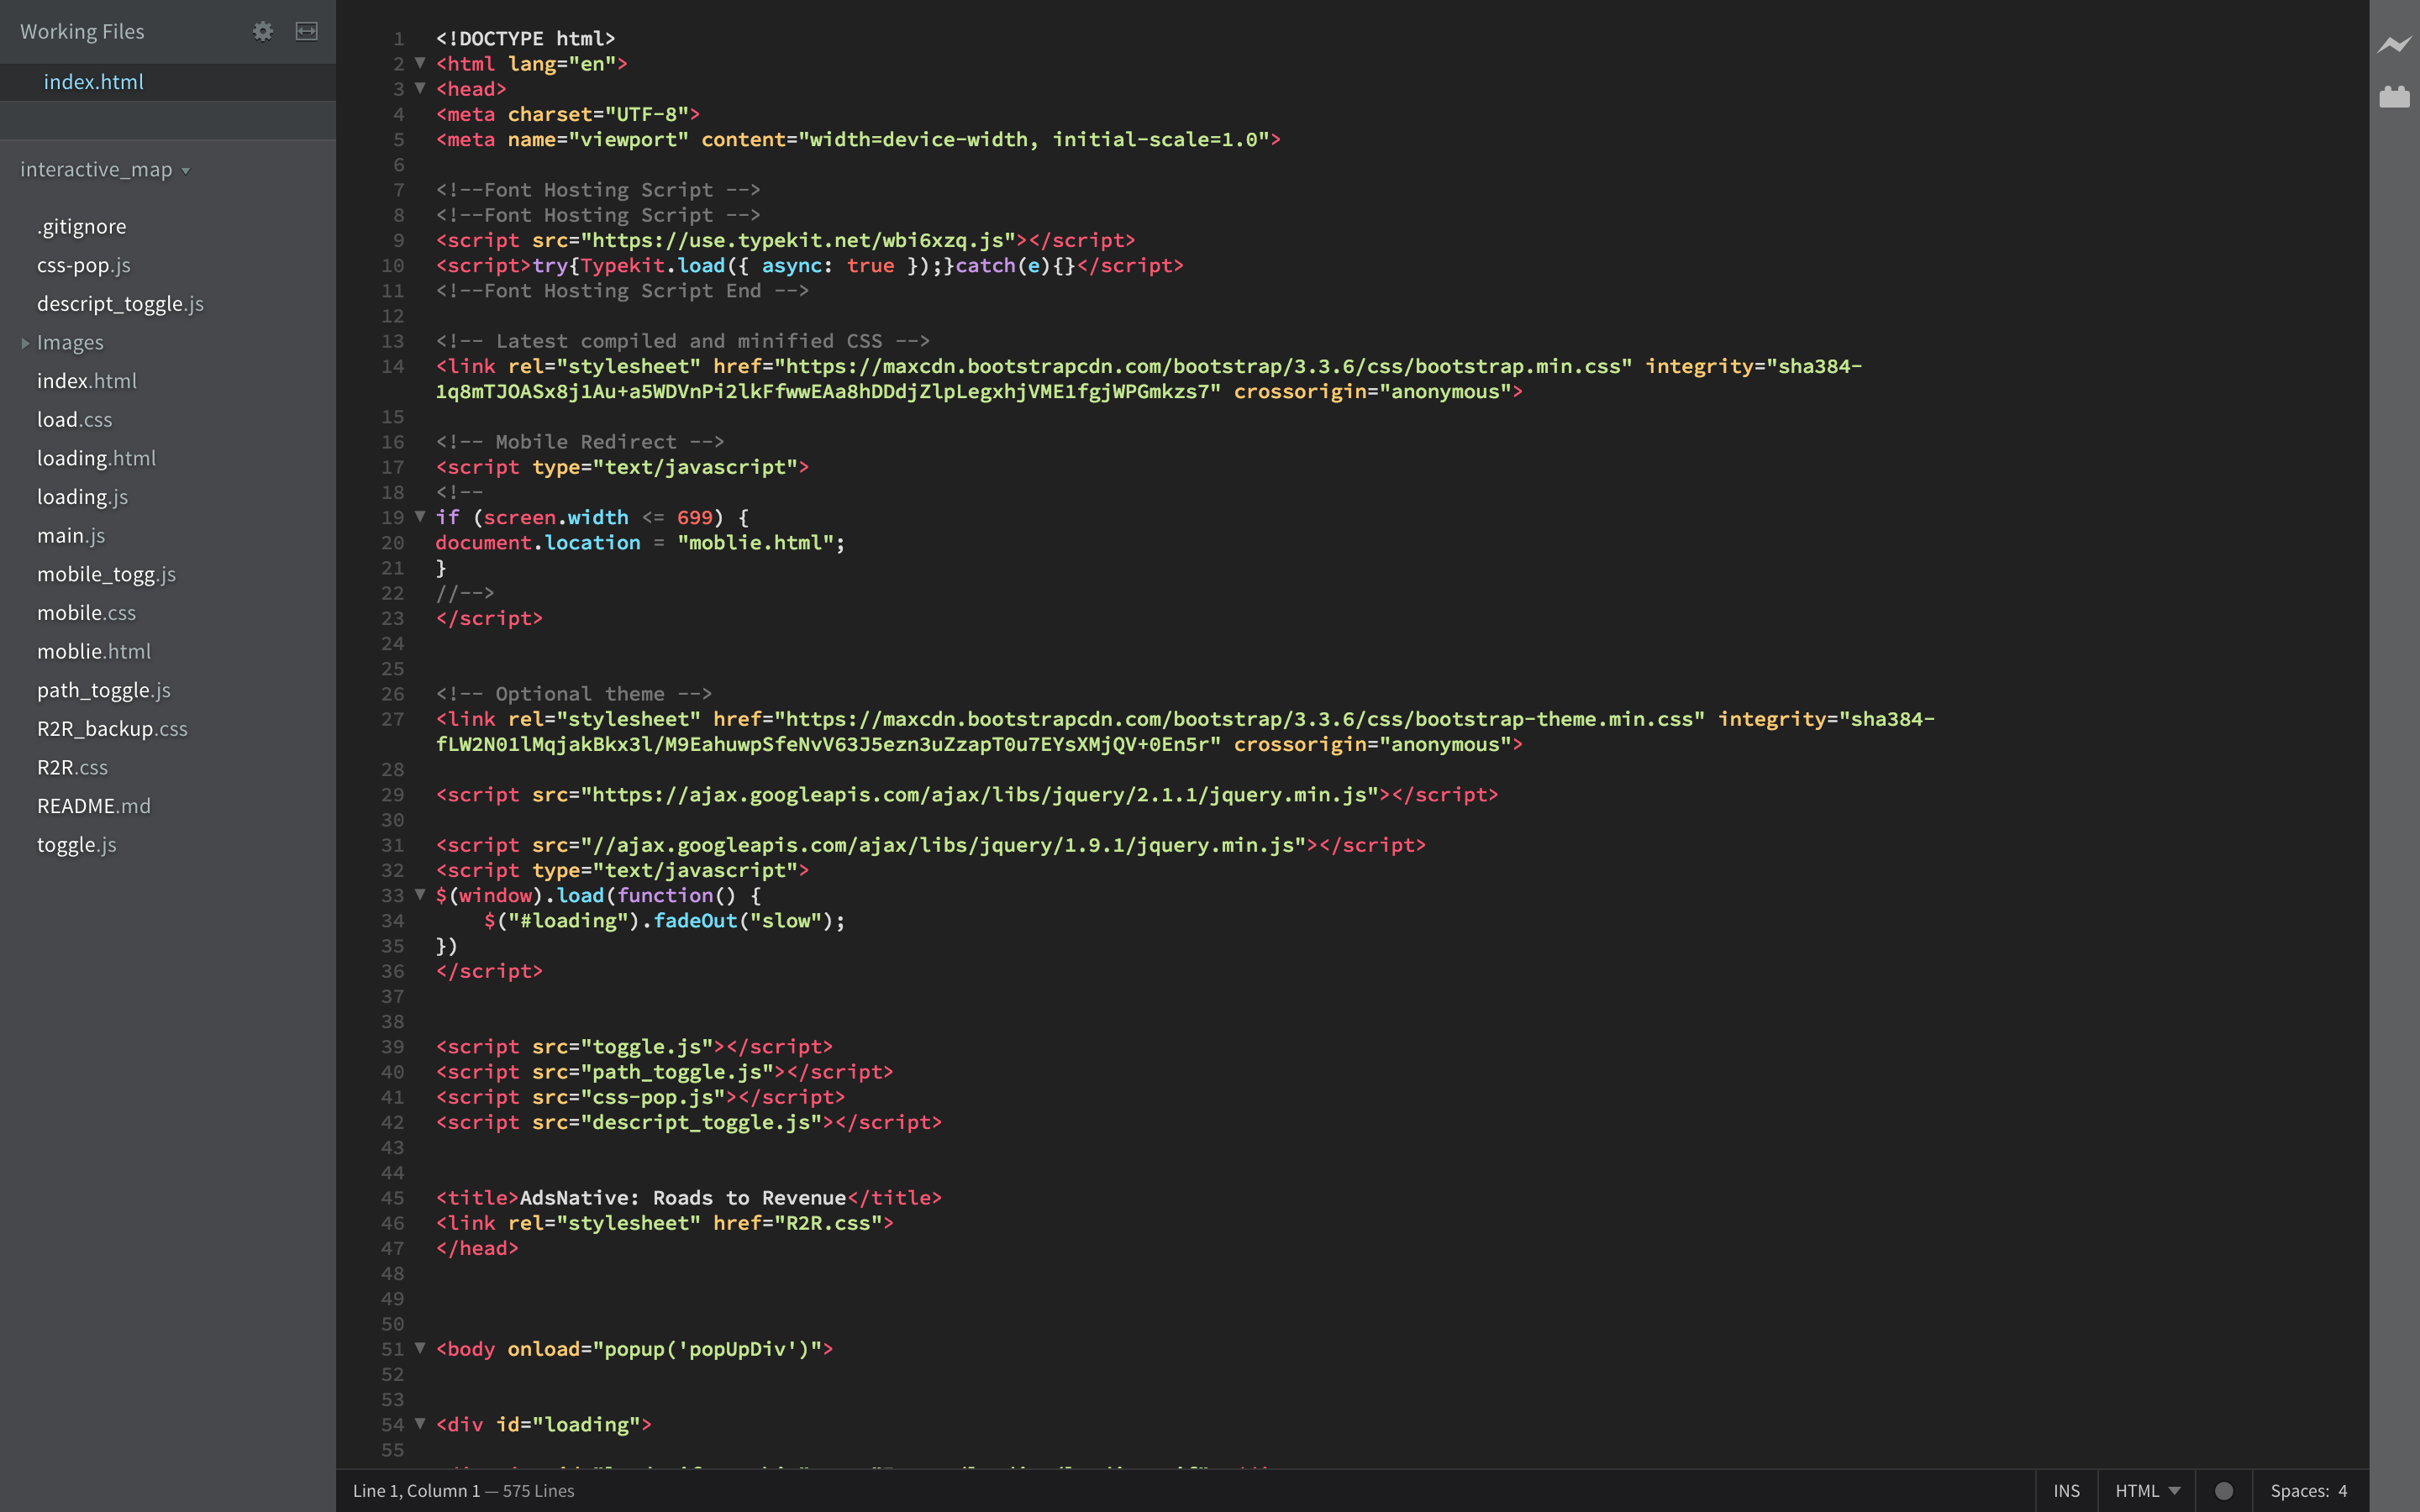 Working Files
index.html
interactive_map
.gitignore
css-pop.js
descript_toggle.js
Images
index.html
load.css
loading.html
loading.js
main.js
mobile_togg.js
mobile.css
moblie.html
path_toggle.js
R2R_backup.css
R2R.css
README.md
toggle.js
1 <!DOCTYPE html>
2 <html lang="en">
3 <head>
4 <meta charset="UTF-8">
5 <meta name="viewport" content="width=device-width, initial-scale=1.0">
6
7 <!--Font Hosting Script -->
8 <!--Font Hosting Script -->
9 <script src="https://use.typekit.net/wbi6xzq.js"></script>
10 <script>try{Typekit.load({ async: true });}catch(e){}</script>
11 <!--Font Hosting Script End -->
12
13 <!-- Latest compiled and minified CSS -->
14 <link rel="stylesheet" href="https://maxcdn.bootstrapcdn.com/bootstrap/3.3.6/css/bootstrap.min.css" integrity="sha384-
1q8mTJOASx8j1Au+a5WDVnPi2lkFfwwEAa8hDDdjZlpLegxhjVME1fgjWPGmkzs7" crossorigin="anonymous">
15
16 <!-- Mobile Redirect -->
17 <script type="text/javascript">
18 <!--
19 if (screen.width <= 699) {
20 document.location = "moblie.html";
21 }
22 //-->
23 </script>
24
25
26 <!-- Optional theme -->
27 <link rel="stylesheet" href="https://maxcdn.bootstrapcdn.com/bootstrap/3.3.6/css/bootstrap-theme.min.css" integrity="sha384-
fLW2N01lMqjakBkx3l/M9EahuwpSfeNvV63J5ezn3uZzapT0u7EYsXMjQV+0En5r" crossorigin="anonymous">
28
29 <script src="https://ajax.googleapis.com/ajax/libs/jquery/2.1.1/jquery.min.js"></script>
30
31 <script src="//ajax.googleapis.com/ajax/libs/jquery/1.9.1/jquery.min.js"></script>
32 <script type="text/javascript">
33 $(window).load(function() {
34     $("#loading").fadeOut("slow");
35 })
36 </script>
37
38
39 <script src="toggle.js"></script>
40 <script src="path_toggle.js"></script>
41 <script src="css-pop.js"></script>
42 <script src="descript_toggle.js"></script>
43
44
45 <title>AdsNative: Roads to Revenue</title>
46 <link rel="stylesheet" href="R2R.css">
47 </head>
48
49
50
51 <body onload="popup('popUpDiv')">
52
53
54 <div id="loading">
55
Line 1, Column 1 — 575 Lines
INS
HTML
Spaces: 4